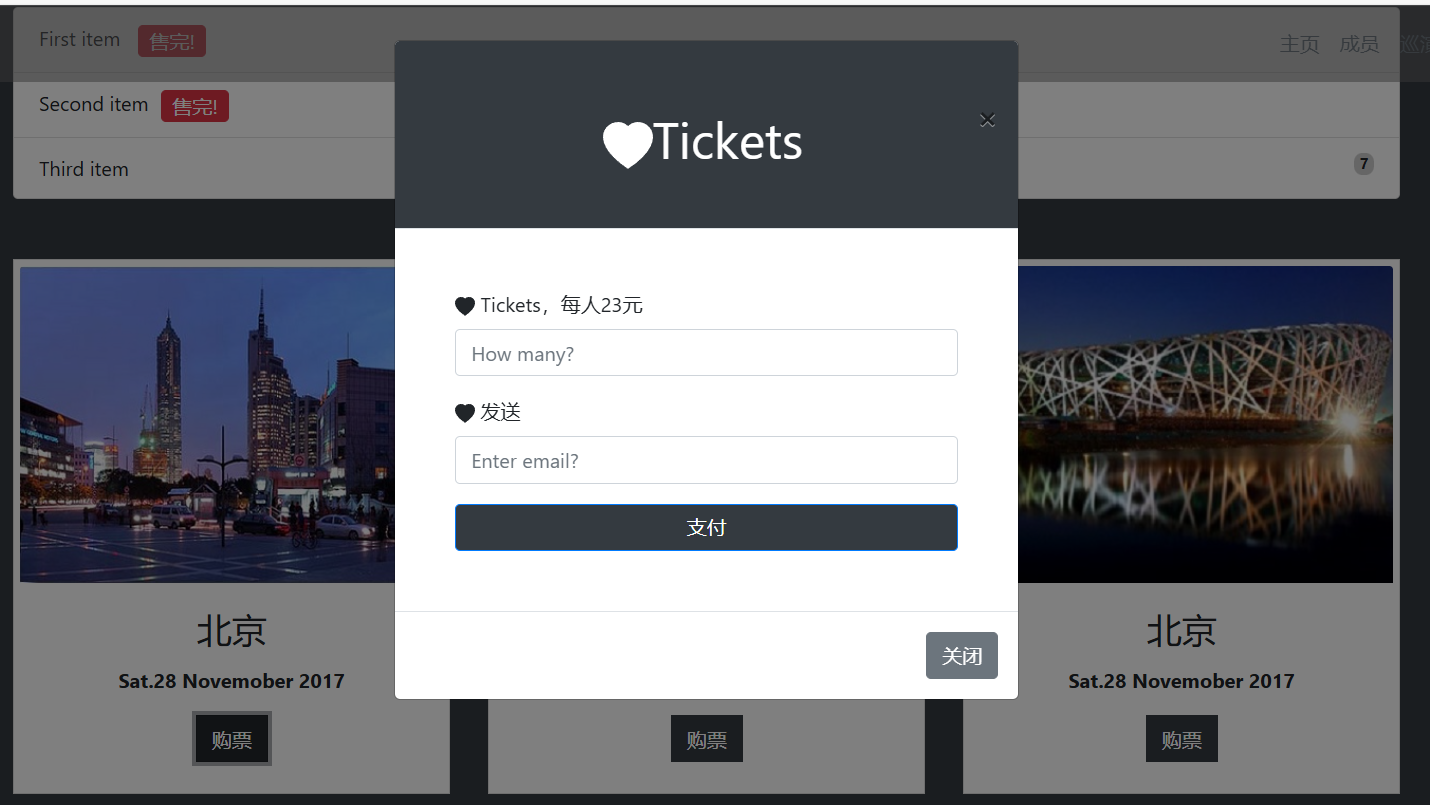 First item 售完!
主页 成员 巡演
Second item 售完!
Third item 7
Tickets
×
Tickets，每人23元
How many?
发送
Enter email?
支付
关闭
北京
Sat.28 Novemober 2017
购票
购票
北京
Sat.28 Novemober 2017
购票